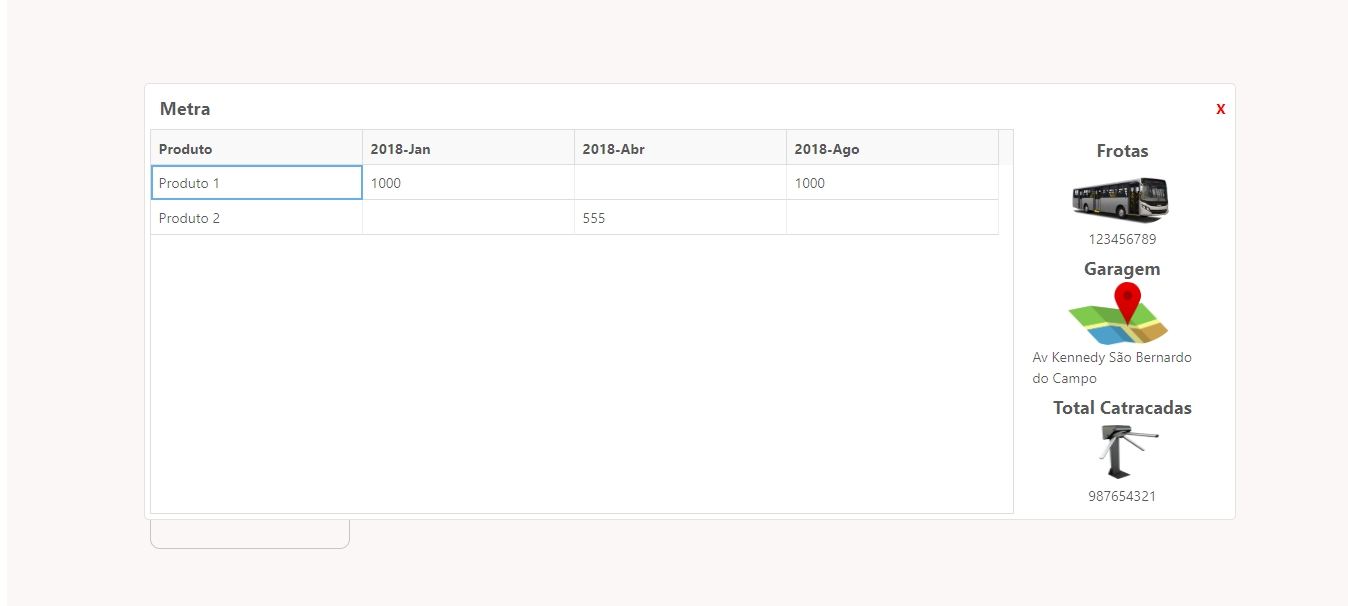 Metra
X
Produto 2018-Jan 2018-Abr 2018-Ago
Produto 1 1000 1000
Produto 2 555
Frotas
123456789
Garagem
Av Kennedy São Bernardo
do Campo
Total Catracadas
987654321